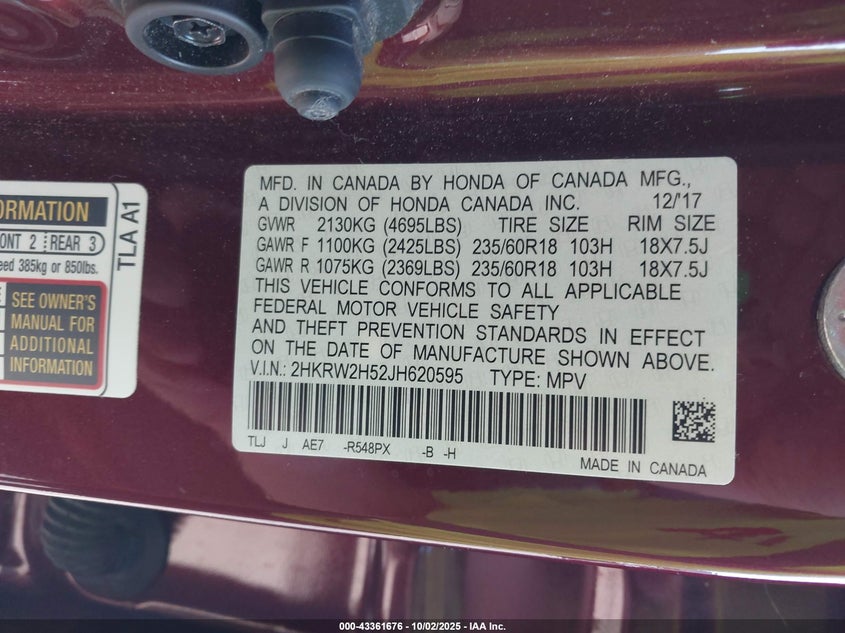 ORMATION
ONT 2 REAR 3
eed 385kg or 850lbs.
SEE OWNER'S
MANUAL FOR
ADDITIONAL
INFORMATION
TLA A1
MFD. IN CANADA BY HONDA OF CANADA MFG.,
A DIVISION OF HONDA CANADA INC. 12/'17
GVWR 2130KG (4695LBS) TIRE SIZE RIM SIZE
GAWR F 1100KG (2425LBS) 235/60R18 103H 18X7.5J
GAWR R 1075KG (2369LBS) 235/60R18 103H 18X7.5J
THIS VEHICLE CONFORMS TO ALL APPLICABLE
FEDERAL MOTOR VEHICLE SAFETY
AND THEFT PREVENTION STANDARDS IN EFFECT
ON THE DATE OF MANUFACTURE SHOWN ABOVE.
V.I.N.: 2HKRW2H52JH620595 TYPE: MPV
TLJ J AE7 -R548PX -B -H
MADE IN CANADA
000-43361676 - 10/02/2025 - IAA Inc.